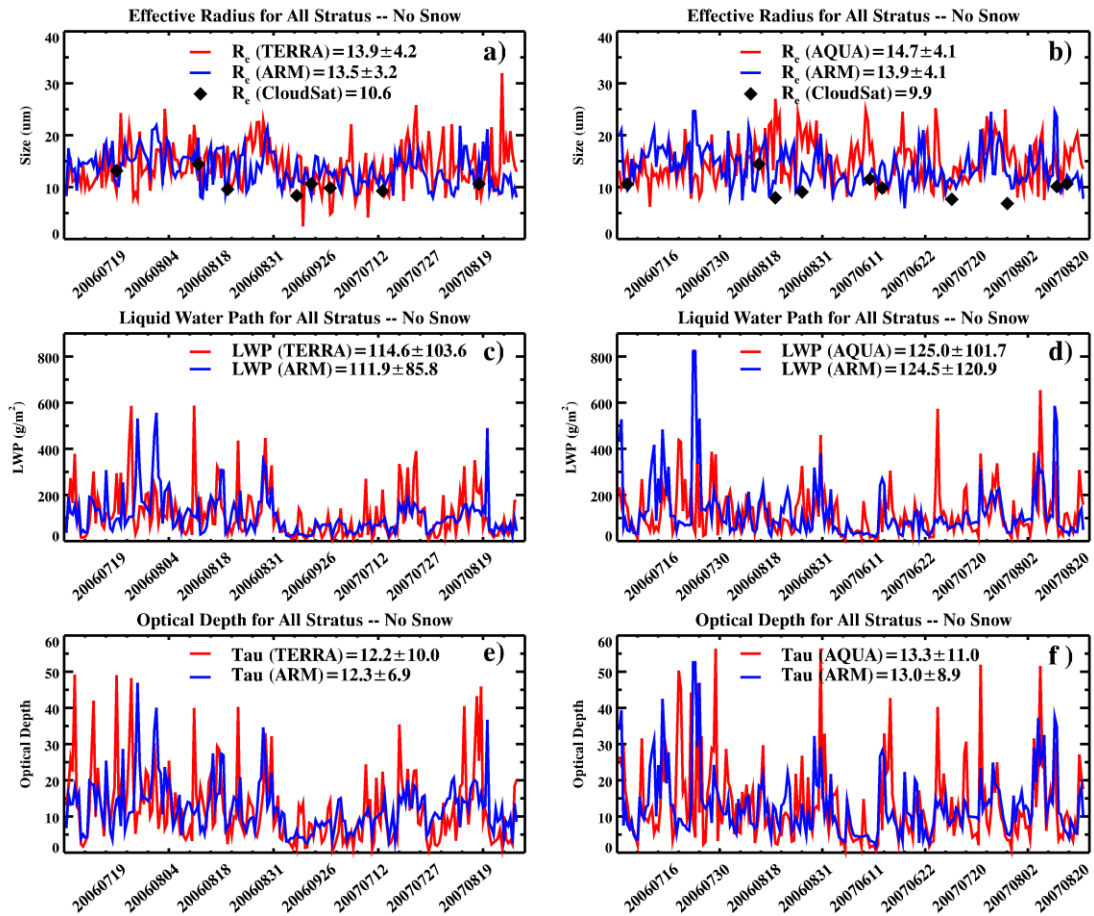 Effective Radius for All Stratus -- No Snow
a)
Re (TERRA)=13.9±4.2
Re (ARM)=13.5±3.2
Re (CloudSat)=10.6
Size (um)
40
30
20
10
0
20060719
20060804
20060818
20060831
20060926
20070712
20070727
20070819
Effective Radius for All Stratus -- No Snow
b)
Re (AQUA)=14.7±4.1
Re (ARM)=13.9±4.1
Re (CloudSat)=9.9
Size (um)
40
30
20
10
0
20060716
20060730
20060818
20060831
20070611
20070622
20070720
20070802
20070820
Liquid Water Path for All Stratus -- No Snow
c)
LWP (TERRA)=114.6±103.6
LWP (ARM)=111.9±85.8
LWP (g/m²)
800
600
400
200
0
20060719
20060804
20060818
20060831
20060926
20070712
20070727
20070819
Liquid Water Path for All Stratus -- No Snow
d)
LWP (AQUA)=125.0±101.7
LWP (ARM)=124.5±120.9
LWP (g/m²)
800
600
400
200
0
20060716
20060730
20060818
20060831
20070611
20070622
20070720
20070802
20070820
Optical Depth for All Stratus -- No Snow
e)
Tau (TERRA)=12.2±10.0
Tau (ARM)=12.3±6.9
Optical Depth
60
50
40
30
20
10
0
20060719
20060804
20060818
20060831
20060926
20070712
20070727
20070819
Optical Depth for All Stratus -- No Snow
f)
Tau (AQUA)=13.3±11.0
Tau (ARM)=13.0±8.9
Optical Depth
60
50
40
30
20
10
0
20060716
20060730
20060818
20060831
20070611
20070622
20070720
20070802
20070820